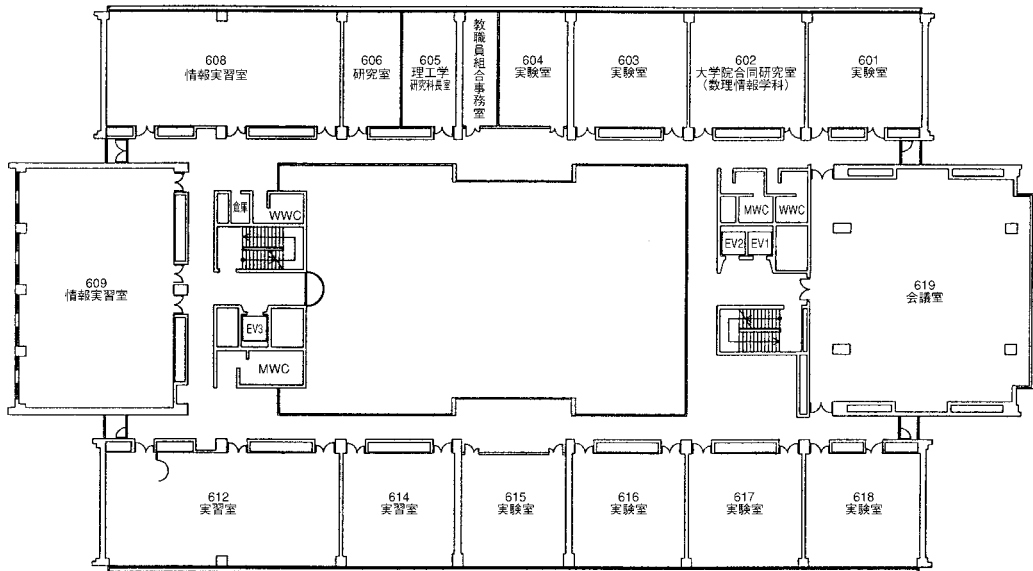 608
情報実習室
606
研究室
605
理工学
研究科長室
教職員組合事務室
604
実験室
603
実験室
602
大学院合同研究室
(数理情報学科)
601
実験室
倉庫
WWC
MWC
WWC
EV2
EV1
609
情報実習室
619
会議室
EV3
MWC
612
実習室
614
実習室
615
実験室
616
実験室
617
実験室
618
実験室